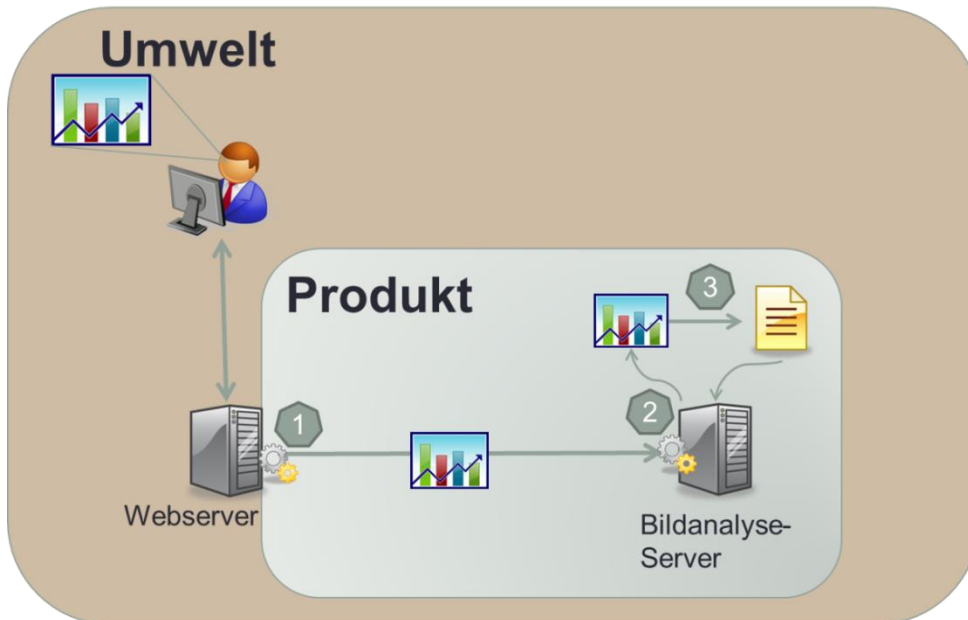 Umwelt
Produkt
3
2
1
Webserver
Bildanalyse-
Server